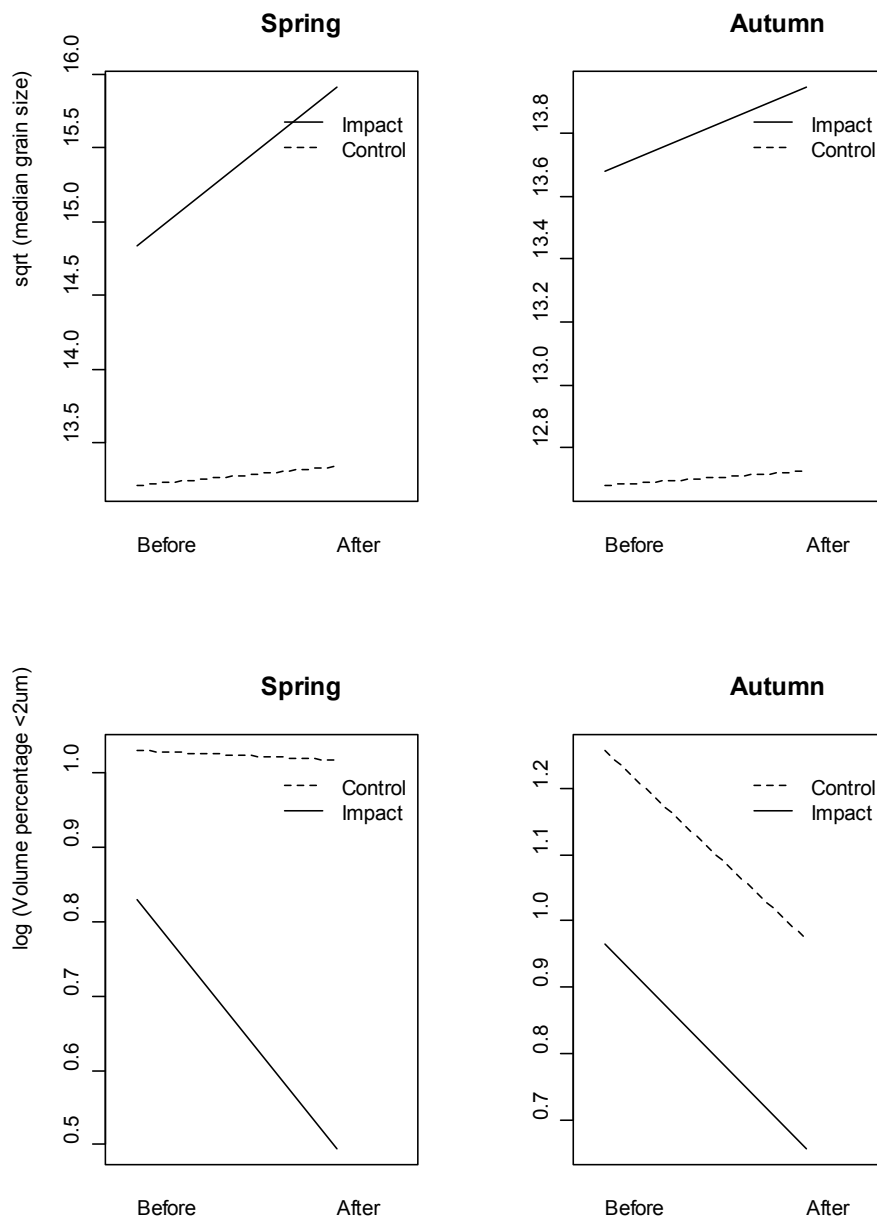 Spring
sqrt (median grain size)
16.0
15.5
15.0
14.5
14.0
13.5
Impact
Control
Before After
Autumn
13.8
13.6
13.4
13.2
13.0
12.8
Impact
Control
Before After
Spring
log (Volume percentage <2um)
1.0
0.9
0.8
0.7
0.6
0.5
Control
Impact
Before After
Autumn
1.2
1.1
1.0
0.9
0.8
0.7
Control
Impact
Before After